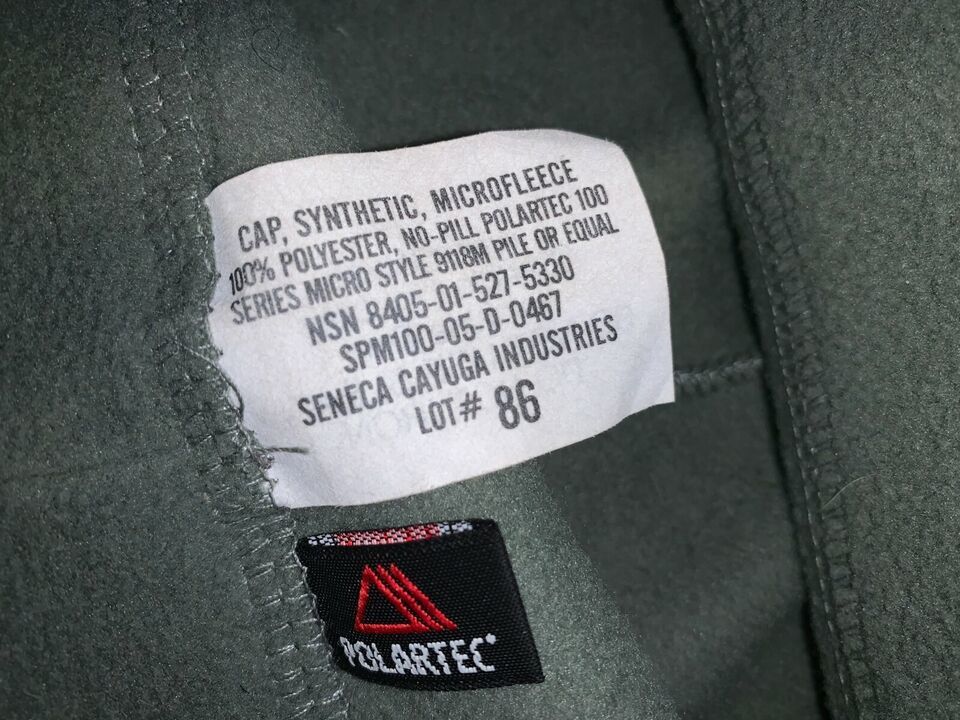 CAP, SYNTHETIC, MICROFLEECE
100% POLYESTER, NO-PILL POLARTEC 100
SERIES MICRO STYLE 9118M PILE OR EQUAL
NSN 8405-01-527-5330
SPM100-05-D-0467
SENECA CAYUGA INDUSTRIES
LOT# 86
POLARTEC